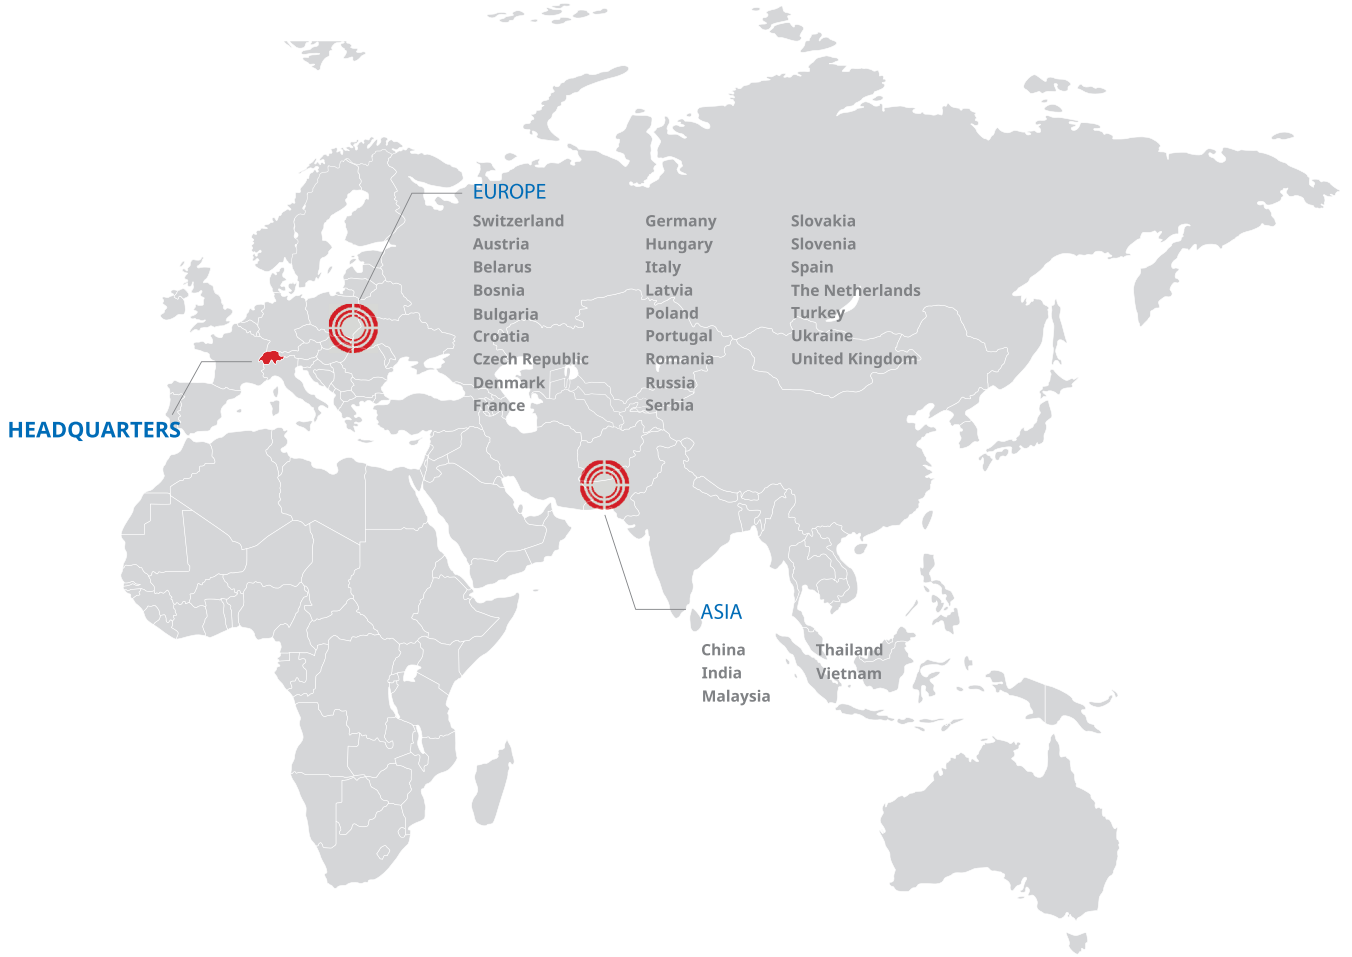 EUROPE
Switzerland
Austria
Belarus
Bosnia
Bulgaria
Croatia
Czech Republic
Denmark
France
Germany
Hungary
Italy
Latvia
Poland
Portugal
Romania
Russia
Serbia
Slovakia
Slovenia
Spain
The Netherlands
Turkey
Ukraine
United Kingdom
HEADQUARTERS
ASIA
China
India
Malaysia
Thailand
Vietnam